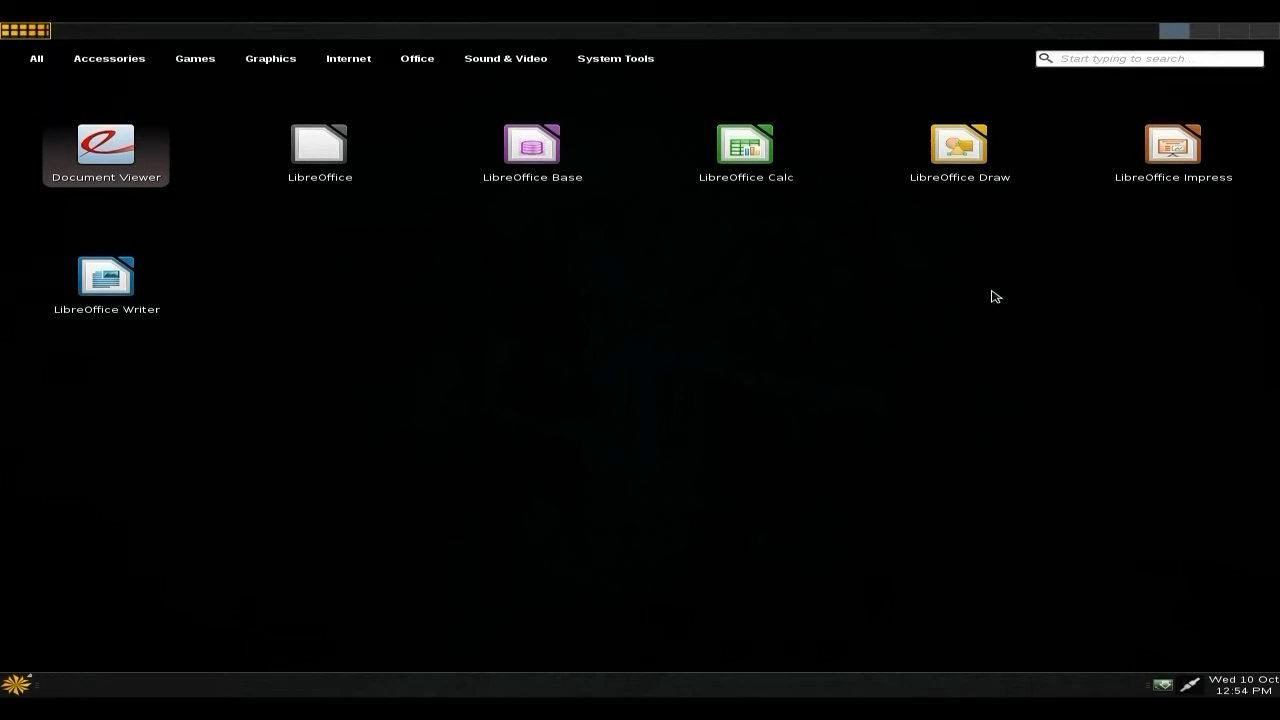 All Accessories Games Graphics Internet Office Sound & Video System Tools Start typing to search...
Document Viewer LibreOffice LibreOffice Base LibreOffice Calc LibreOffice Draw LibreOffice Impress
LibreOffice Writer
Wed 10 Oct
12:54 PM